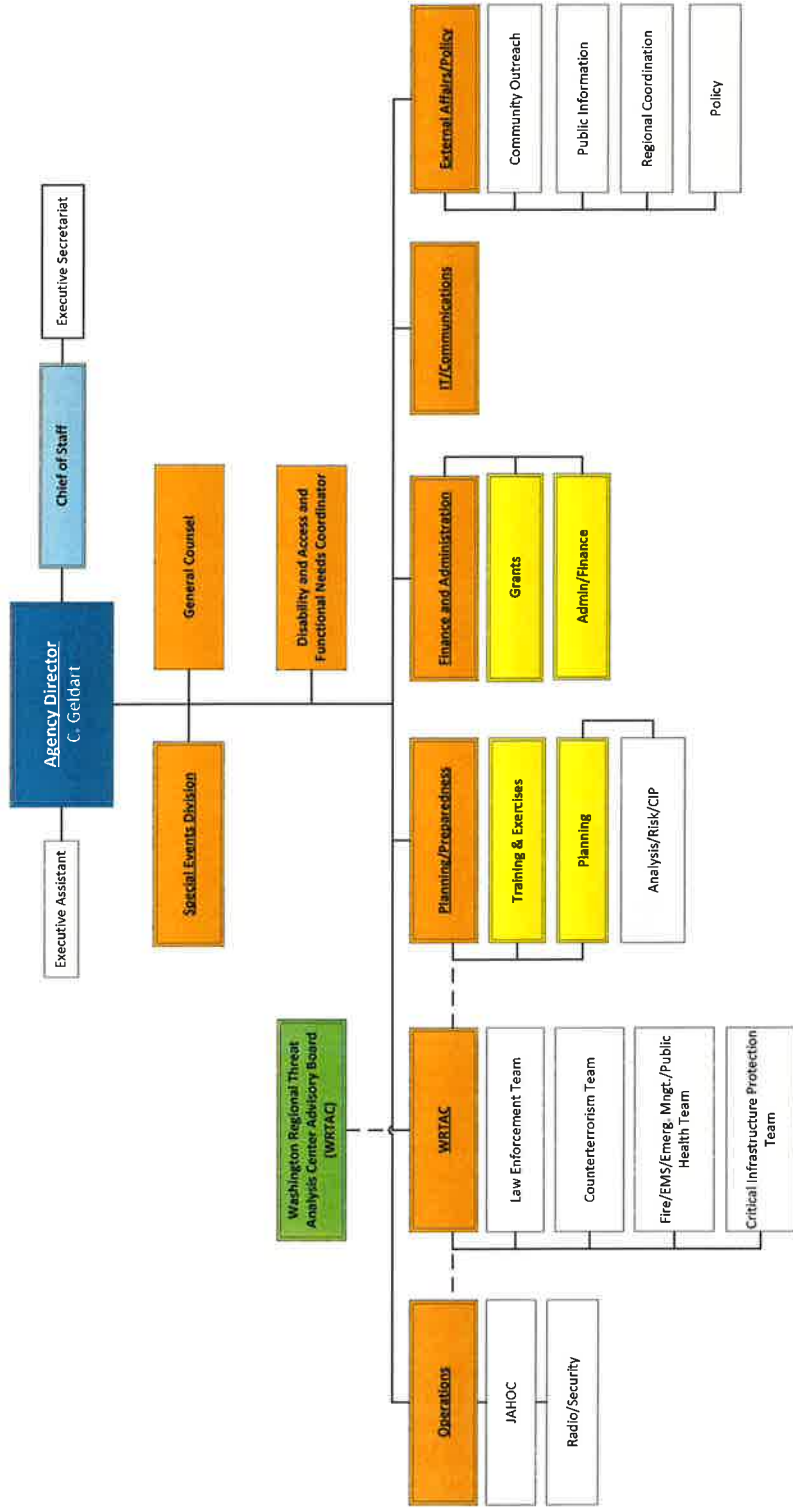 Agency Director
C. Geldart
Executive Assistant
Chief of Staff
Executive Secretariat
Special Events Division
General Counsel
Disability and Access and
Functional Needs Coordinator
Washington Regional Threat
Analysis Center Advisory Board
(WRTAC)
Operations
JAHOC
Radio/Security
WRTAC
Law Enforcement Team
Counterterrorism Team
Fire/EMS/Emerg. Mngt./Public
Health Team
Critical Infrastructure Protection
Team
Planning/Preparedness
Training & Exercises
Planning
Analysis/Risk/CIP
Finance and Administration
Grants
Admin/Finance
IT/Communications
External Affairs/Policy
Community Outreach
Public Information
Regional Coordination
Policy